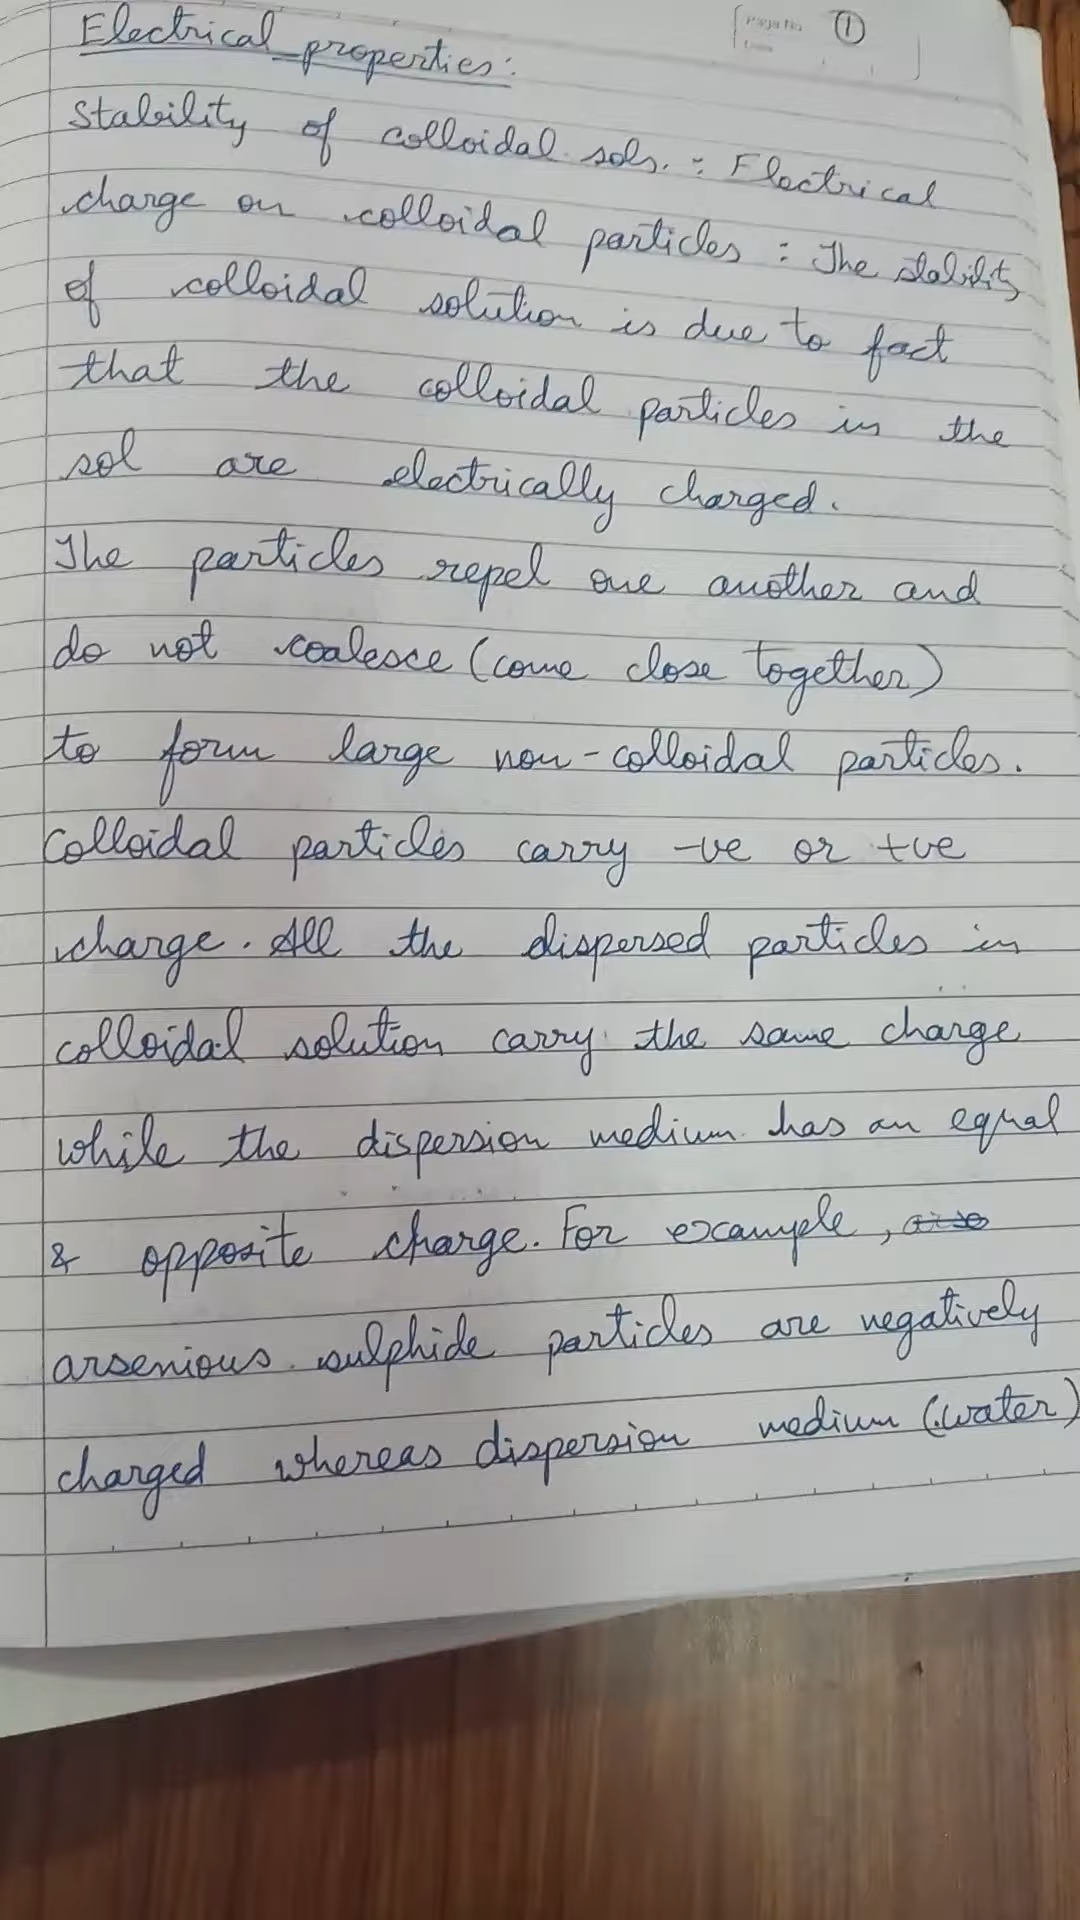 Page No. 1
Date
Electrical properties:
Stability of colloidal sols. : Electrical
charge on colloidal particles : The stability
of colloidal solution is due to fact
that the colloidal particles in the
sol are electrically charged.
The particles repel one another and
do not coalesce (come close together)
to form large non-colloidal particles.
Colloidal particles carry -ve or +ve
charge. All the dispersed particles in
colloidal solution carry the same charge
while the dispersion medium has an equal
& opposite charge. For example,
arsenious sulphide particles are negatively
charged whereas dispersion medium (water)